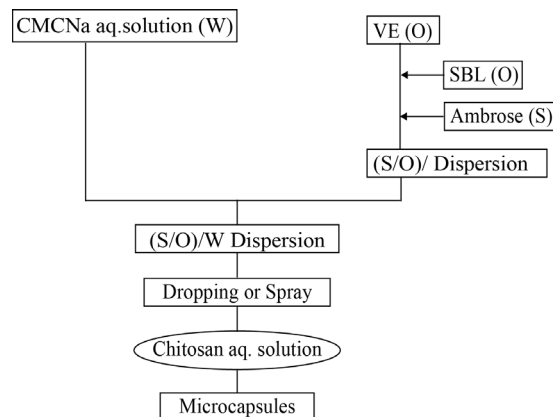 CMCNa aq.solution (W)
VE (O)
SBL (O)
Ambrose (S)
(S/O)/ Dispersion
(S/O)/W Dispersion
Dropping or Spray
Chitosan aq. solution
Microcapsules